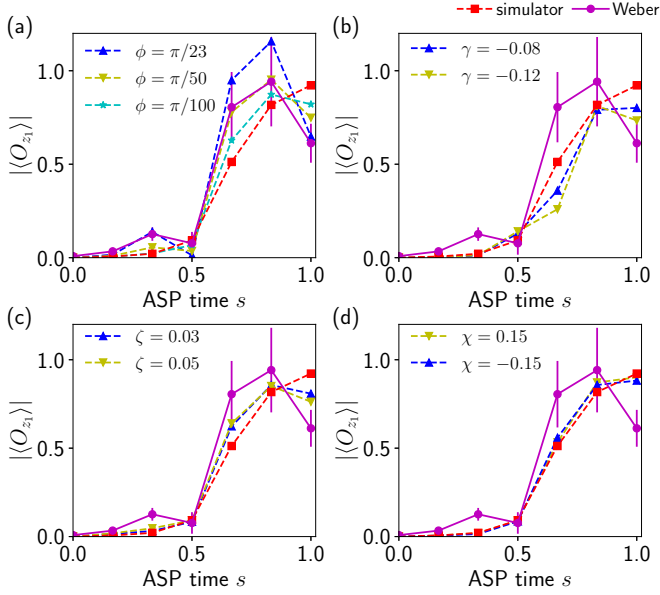 simulator Weber
(a)
ϕ = π/23
ϕ = π/50
ϕ = π/100
1.0
0.5
0.0
|⟨O_{z_1}⟩|
0.0 0.5 1.0
ASP time s
(b)
γ = −0.08
γ = −0.12
1.0
0.5
0.0
|⟨O_{z_1}⟩|
0.0 0.5 1.0
ASP time s
(c)
ζ = 0.03
ζ = 0.05
1.0
0.5
0.0
|⟨O_{z_1}⟩|
0.0 0.5 1.0
ASP time s
(d)
χ = 0.15
χ = −0.15
1.0
0.5
0.0
|⟨O_{z_1}⟩|
0.0 0.5 1.0
ASP time s